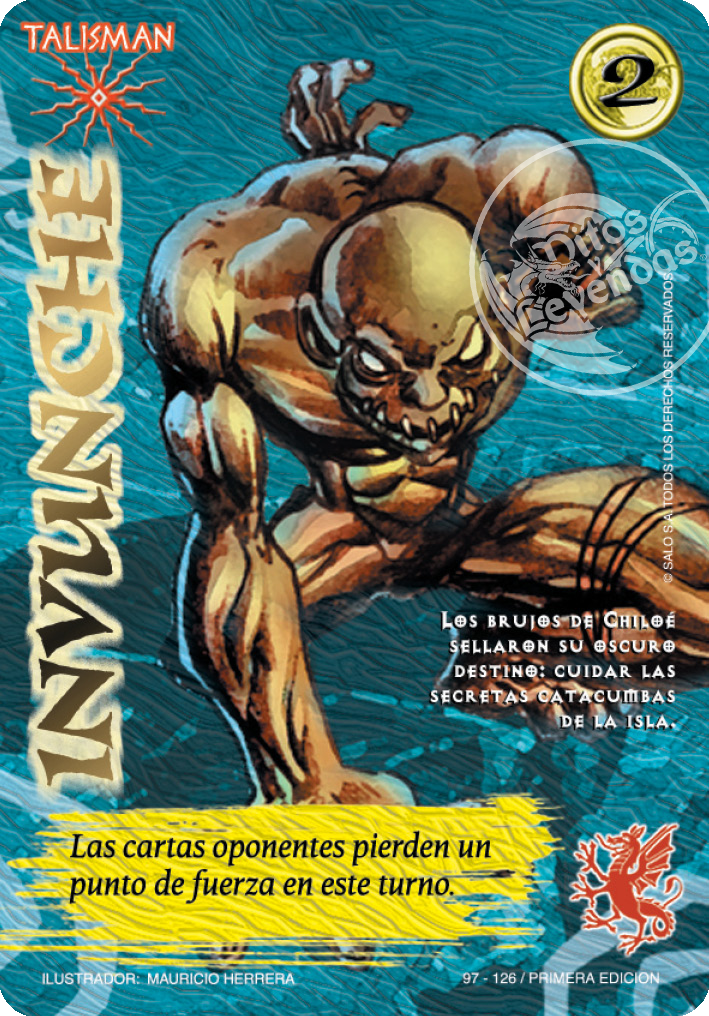 TALISMAN
2
INVUNCHE
Mitos
y
Leyendas
© SALO S.A. TODOS LOS DERECHOS RESERVADOS
Los brujos de Chiloé
sellaron su oscuro
destino: cuidar las
secretas catacumbas
de la isla.
Las cartas oponentes pierden un
punto de fuerza en este turno.
ILUSTRADOR: MAURICIO HERRERA
97 - 126 / PRIMERA EDICION